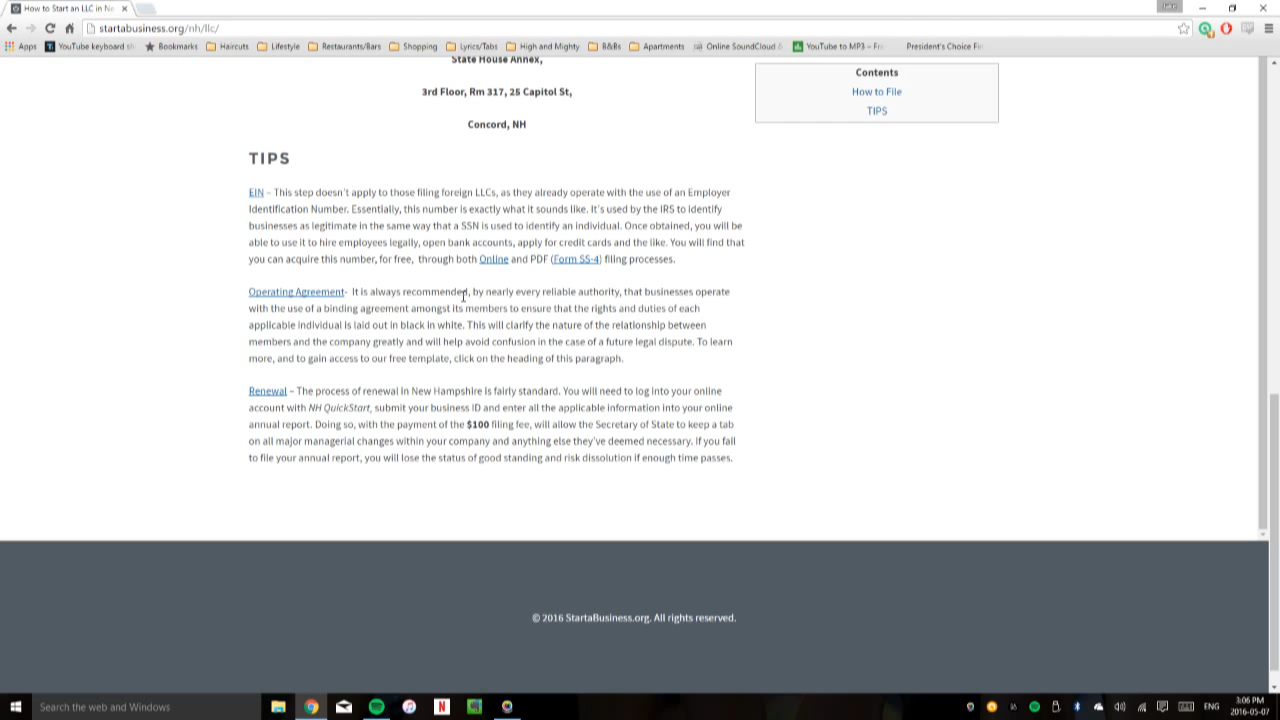 How to Start an LLC in Ne
startabusiness.org/nh/llc/
Apps YouTube keyboard sh Bookmarks Haircuts Lifestyle Restaurants/Bars Shopping Lyrics/Tabs High and Mighty B&Bs Apartments Online SoundCloud YouTube to MP3 - Fre President's Choice Fin
State House Annex,
3rd Floor, Rm 317, 25 Capitol St,
Concord, NH
Contents
How to File
TIPS
TIPS
EIN – This step doesn't apply to those filing foreign LLCs, as they already operate with the use of an Employer
Identification Number. Essentially, this number is exactly what it sounds like. It's used by the IRS to identify
businesses as legitimate in the same way that a SSN is used to identify an individual. Once obtained, you will be
able to use it to hire employees legally, open bank accounts, apply for credit cards and the like. You will find that
you can acquire this number, for free, through both Online and PDF (Form SS-4) filing processes.
Operating Agreement- It is always recommended, by nearly every reliable authority, that businesses operate
with the use of a binding agreement amongst its members to ensure that the rights and duties of each
applicable individual is laid out in black in white. This will clarify the nature of the relationship between
members and the company greatly and will help avoid confusion in the case of a future legal dispute. To learn
more, and to gain access to our free template, click on the heading of this paragraph.
Renewal – The process of renewal in New Hampshire is fairly standard. You will need to log into your online
account with NH QuickStart, submit your business ID and enter all the applicable information into your online
annual report. Doing so, with the payment of the $100 filing fee, will allow the Secretary of State to keep a tab
on all major managerial changes within your company and anything else they've deemed necessary. If you fail
to file your annual report, you will lose the status of good standing and risk dissolution if enough time passes.
© 2016 StartaBusiness.org. All rights reserved.
Search the web and Windows
ENG
3:06 PM
2016-05-07